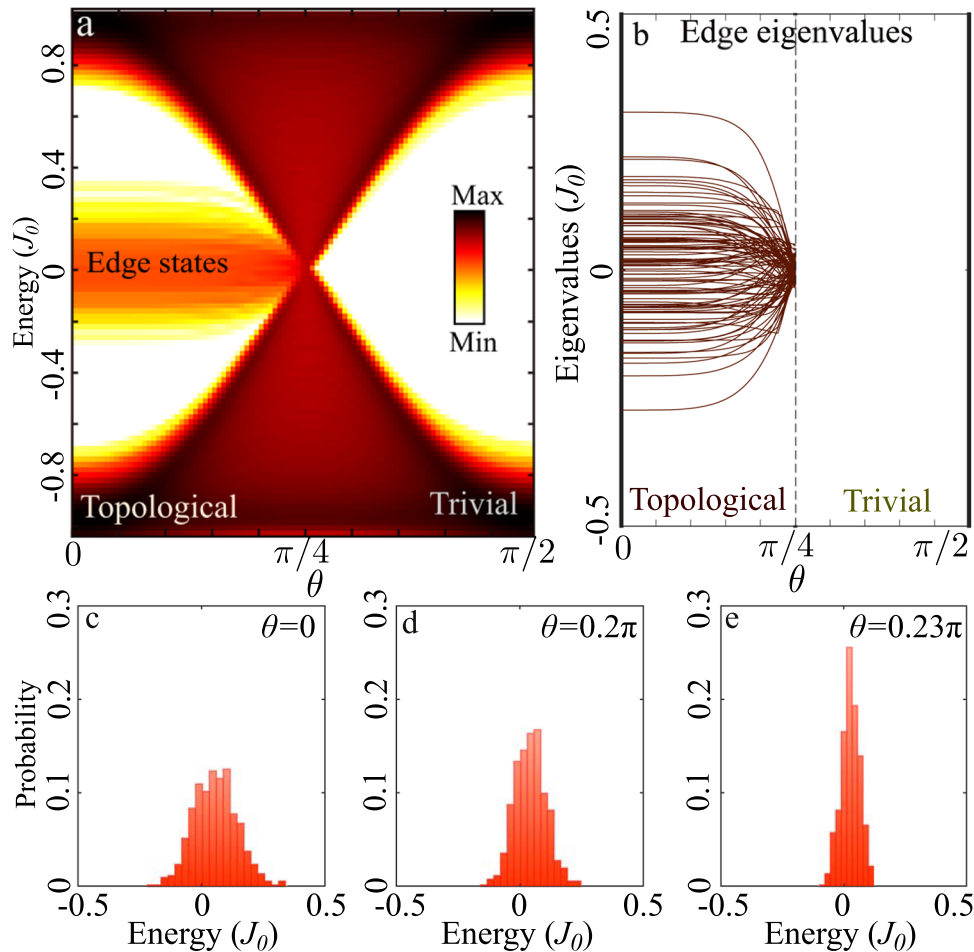 a
Energy (J0)
0.8
0.4
0
-0.4
-0.8
Edge states
Max
Min
Topological
Trivial
0
π/4
π/2
θ
b
Edge eigenvalues
Eigenvalues (J0)
0.5
0
-0.5
Topological
Trivial
0
π/4
π/2
θ
c
θ=0
Probability
0.3
0.2
0.1
0
-0.5
0
0.5
Energy (J0)
d
θ=0.2π
0.3
0.2
0.1
0
-0.5
0
0.5
Energy (J0)
e
θ=0.23π
0.3
0.2
0.1
0
-0.5
0
0.5
Energy (J0)